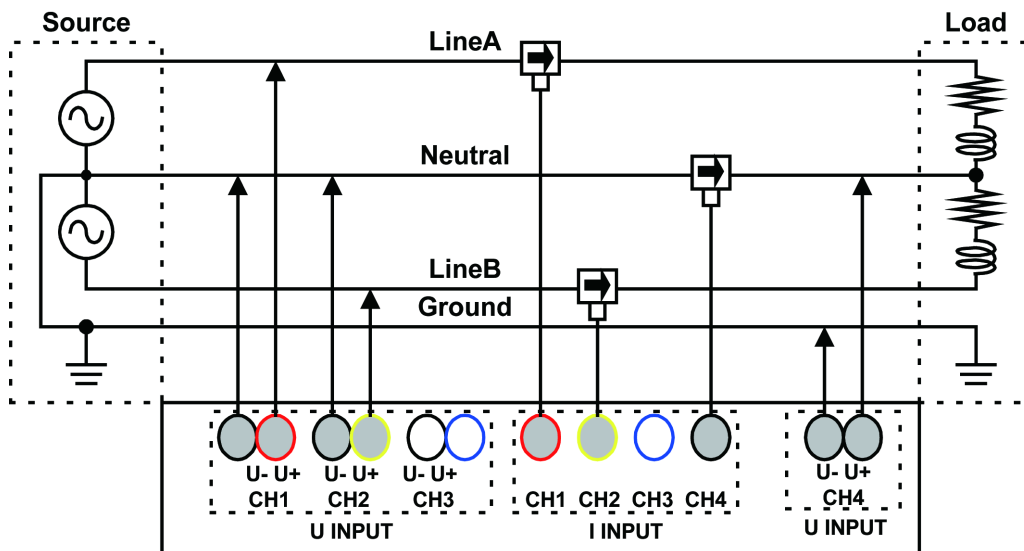 Source
Load
LineA
Neutral
LineB
Ground
U- U+ U- U+ U- U+
CH1 CH2 CH3
U INPUT
CH1 CH2 CH3 CH4
I INPUT
U- U+
CH4
U INPUT